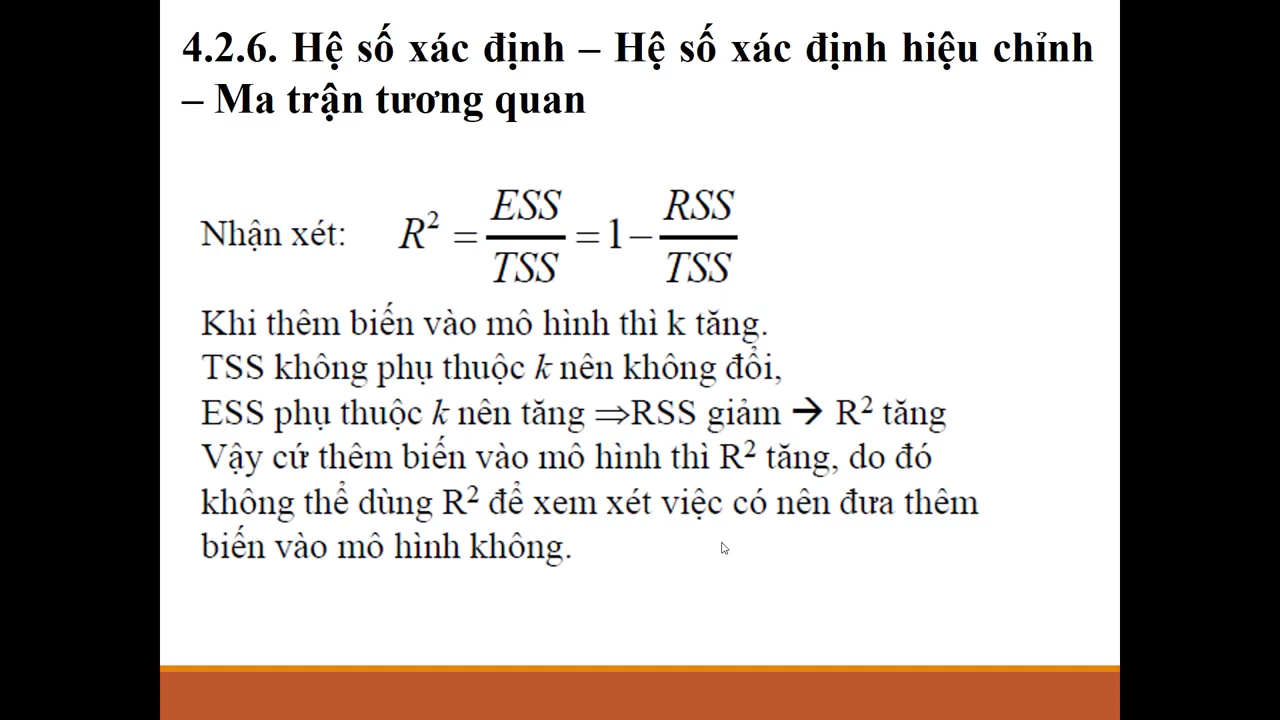 4.2.6. Hệ số xác định – Hệ số xác định hiệu chỉnh
– Ma trận tương quan
Nhận xét: R² = ESS/TSS = 1 − RSS/TSS
Khi thêm biến vào mô hình thì k tăng.
TSS không phụ thuộc k nên không đổi,
ESS phụ thuộc k nên tăng ⇒RSS giảm → R² tăng
Vậy cứ thêm biến vào mô hình thì R² tăng, do đó
không thể dùng R² để xem xét việc có nên đưa thêm
biến vào mô hình không.